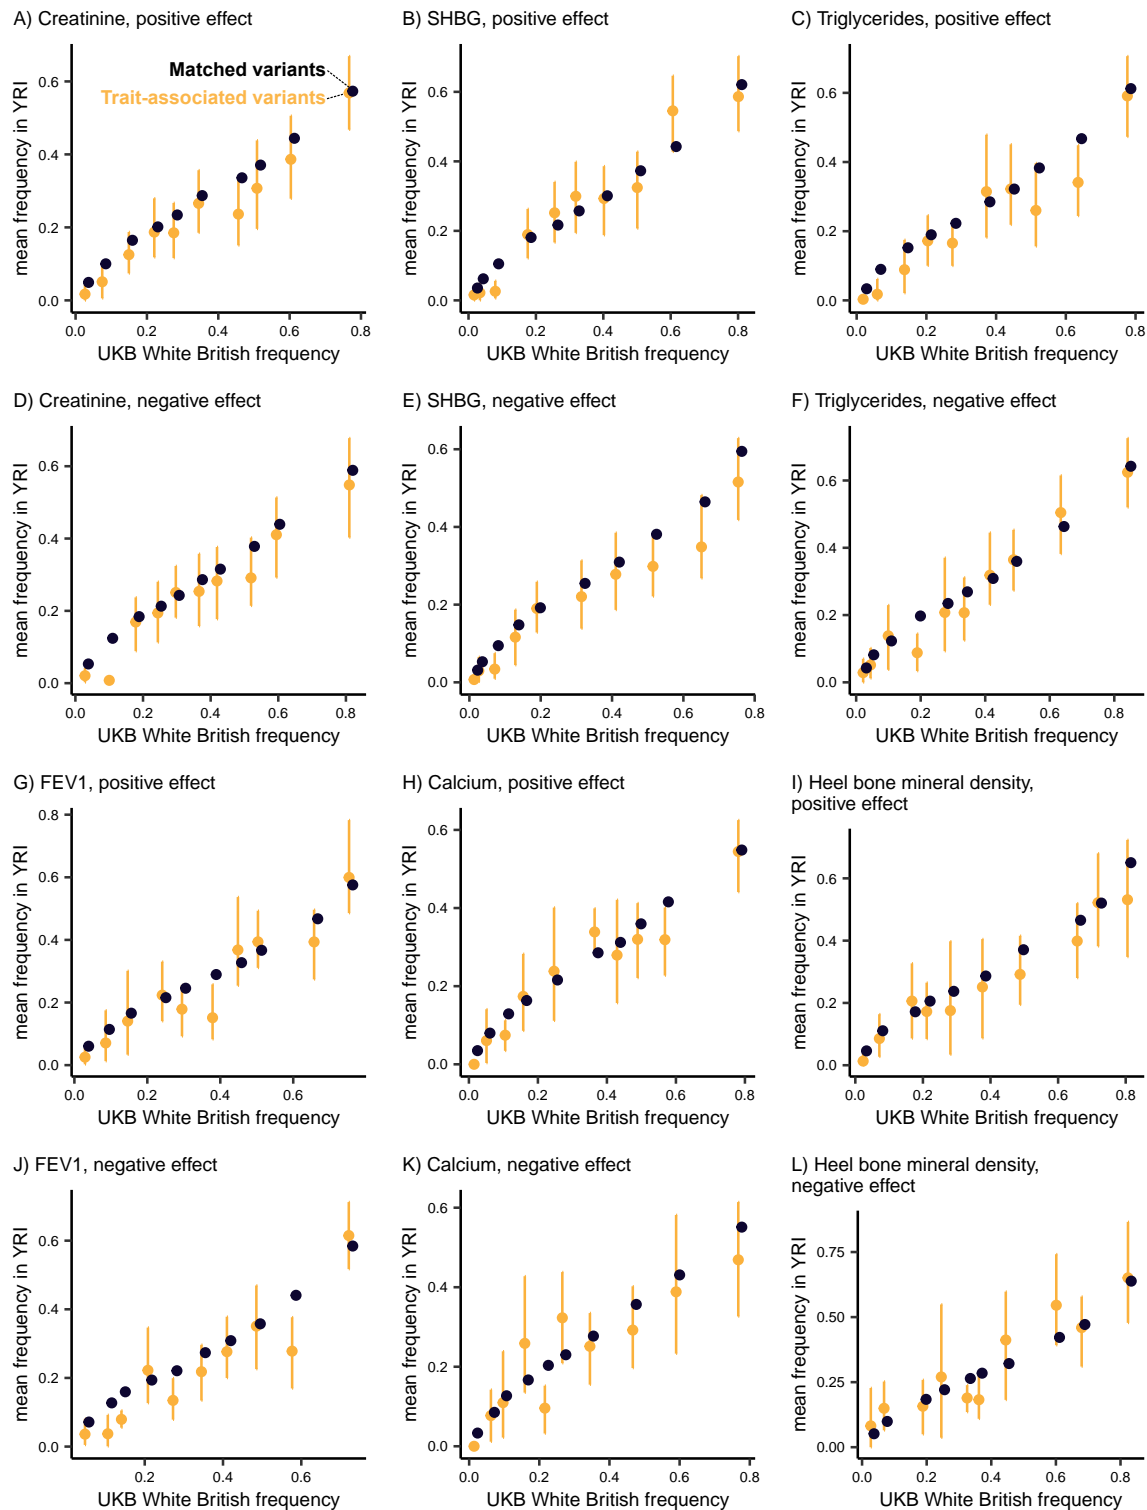 A) Creatinine, positive effect
mean frequency in YRI
0.6
0.4
0.2
0.0
Matched variants
Trait-associated variants
0.0 0.2 0.4 0.6 0.8
UKB White British frequency
B) SHBG, positive effect
mean frequency in YRI
0.6
0.4
0.2
0.0
0.0 0.2 0.4 0.6 0.8
UKB White British frequency
C) Triglycerides, positive effect
mean frequency in YRI
0.6
0.4
0.2
0.0
0.0 0.2 0.4 0.6 0.8
UKB White British frequency
D) Creatinine, negative effect
mean frequency in YRI
0.6
0.4
0.2
0.0
0.0 0.2 0.4 0.6 0.8
UKB White British frequency
E) SHBG, negative effect
mean frequency in YRI
0.6
0.4
0.2
0.0
0.0 0.2 0.4 0.6 0.8
UKB White British frequency
F) Triglycerides, negative effect
mean frequency in YRI
0.6
0.4
0.2
0.0
0.0 0.2 0.4 0.6 0.8
UKB White British frequency
G) FEV1, positive effect
mean frequency in YRI
0.8
0.6
0.4
0.2
0.0
0.0 0.2 0.4 0.6
UKB White British frequency
H) Calcium, positive effect
mean frequency in YRI
0.6
0.4
0.2
0.0
0.0 0.2 0.4 0.6 0.8
UKB White British frequency
I) Heel bone mineral density,
positive effect
mean frequency in YRI
0.6
0.4
0.2
0.0
0.0 0.2 0.4 0.6 0.8
UKB White British frequency
J) FEV1, negative effect
mean frequency in YRI
0.6
0.4
0.2
0.0
0.2 0.4 0.6
UKB White British frequency
K) Calcium, negative effect
mean frequency in YRI
0.6
0.4
0.2
0.0
0.0 0.2 0.4 0.6 0.8
UKB White British frequency
L) Heel bone mineral density,
negative effect
mean frequency in YRI
0.75
0.50
0.25
0.00
0.0 0.2 0.4 0.6 0.8
UKB White British frequency